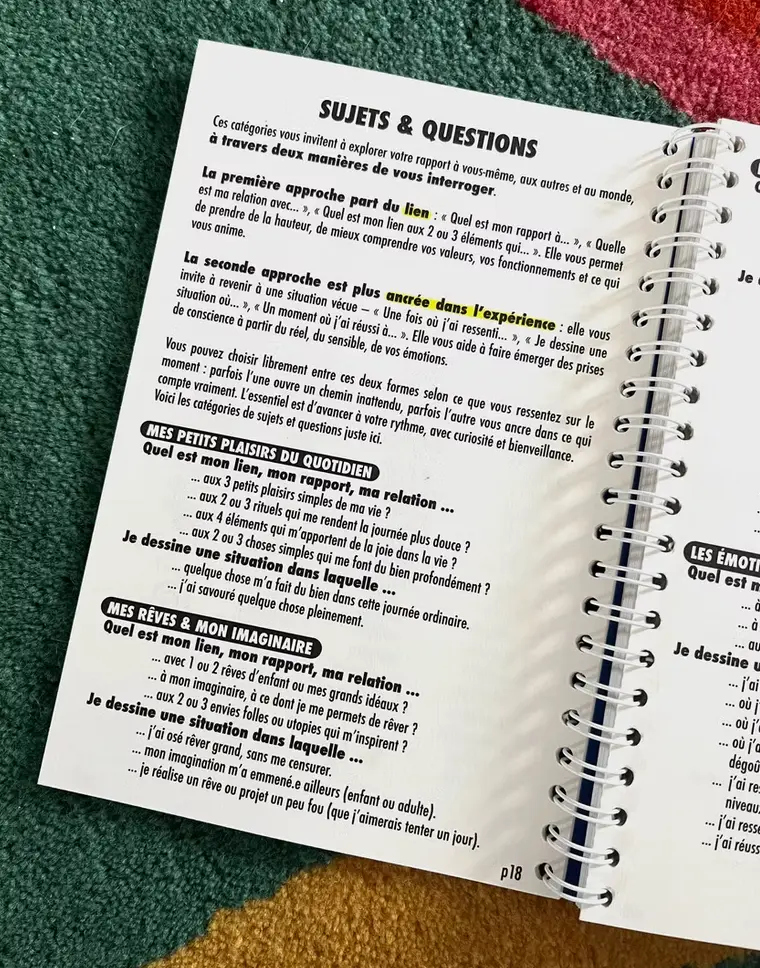 SUJETS & QUESTIONS
Ces catégories vous invitent à explorer votre rapport à vous-même, aux autres et au monde,
à travers deux manières de vous interroger.
La première approche part du lien : « Quel est mon rapport à... », « Quelle
est ma relation avec... », « Quel est mon lien aux 2 ou 3 éléments qui... ». Elle vous permet
de prendre de la hauteur, de mieux comprendre vos valeurs, vos fonctionnements et ce qui
vous anime.
La seconde approche est plus ancrée dans l'expérience : elle vous
invite à revenir à une situation vécue – « Une fois où j'ai ressenti... », « Je dessine une
situation où... », « Un moment où j'ai réussi à... ». Elle vous aide à faire émerger des prises
de conscience à partir du réel, du sensible, de vos émotions.
Vous pouvez choisir librement entre ces deux formes selon ce que vous ressentez sur le
moment : parfois l'une ouvre un chemin inattendu, parfois l'autre vous ancre dans ce qui
compte vraiment. L'essentiel est d'avancer à votre rythme, avec curiosité et bienveillance.
Voici les catégories de sujets et questions juste ici.
MES PETITS PLAISIRS DU QUOTIDIEN
Quel est mon lien, mon rapport, ma relation ...
... aux 3 petits plaisirs simples de ma vie ?
... aux 2 ou 3 rituels qui me rendent la journée plus douce ?
... aux 4 éléments qui m'apportent de la joie dans la vie ?
... aux 2 ou 3 choses simples qui me font du bien profondément ?
Je dessine une situation dans laquelle ...
... quelque chose m'a fait du bien dans cette journée ordinaire.
... j'ai savouré quelque chose pleinement.
MES RÊVES & MON IMAGINAIRE
Quel est mon lien, mon rapport, ma relation ...
... avec 1 ou 2 rêves d'enfant ou mes grands idéaux ?
... à mon imaginaire, à ce dont je me permets de rêver ?
... aux 2 ou 3 envies folles ou utopies qui m'inspirent ?
Je dessine une situation dans laquelle ...
... j'ai osé rêver grand, sans me censurer.
... mon imagination m'a emmené.e ailleurs (enfant ou adulte).
... je réalise un rêve ou projet un peu fou (que j'aimerais tenter un jour).
p18
Je
LES
Quel est
... à
... à
... au
Je dessine
... j'ai
... où
... où
... où
... j'ai
... j'ai
... j'ai